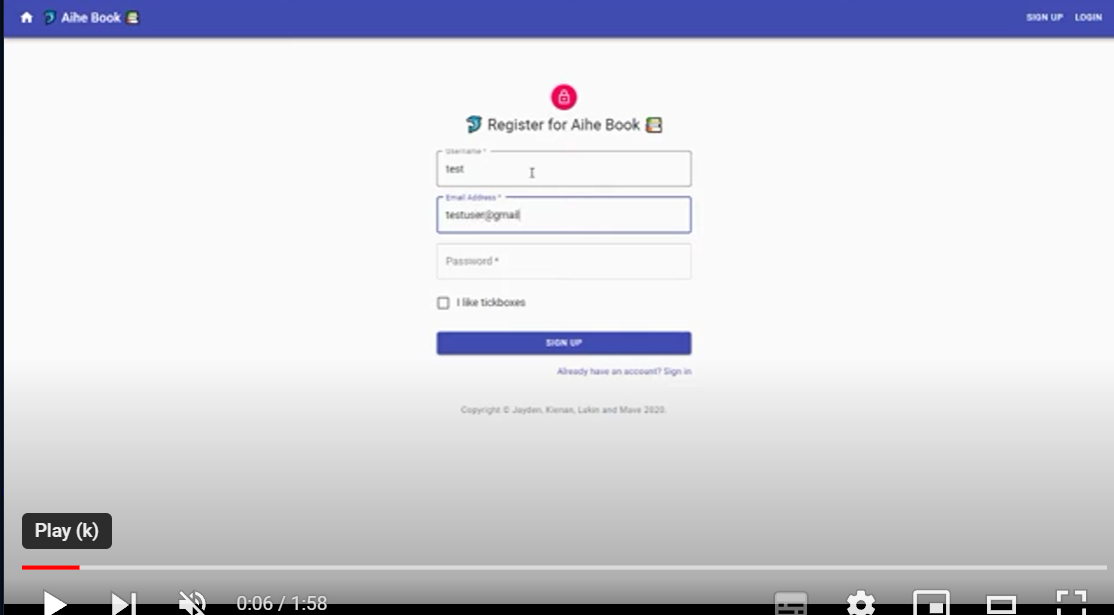 Aihe Book
SIGN UP LOGIN
Register for Aihe Book
Username *
test
Email Address *
testuser@gmail
Password *
I like tickboxes
SIGN UP
Already have an account? Sign in
Copyright © Jayden, Kieran, Lukin and Mave 2020.
Play (k)
0:06 / 1:58